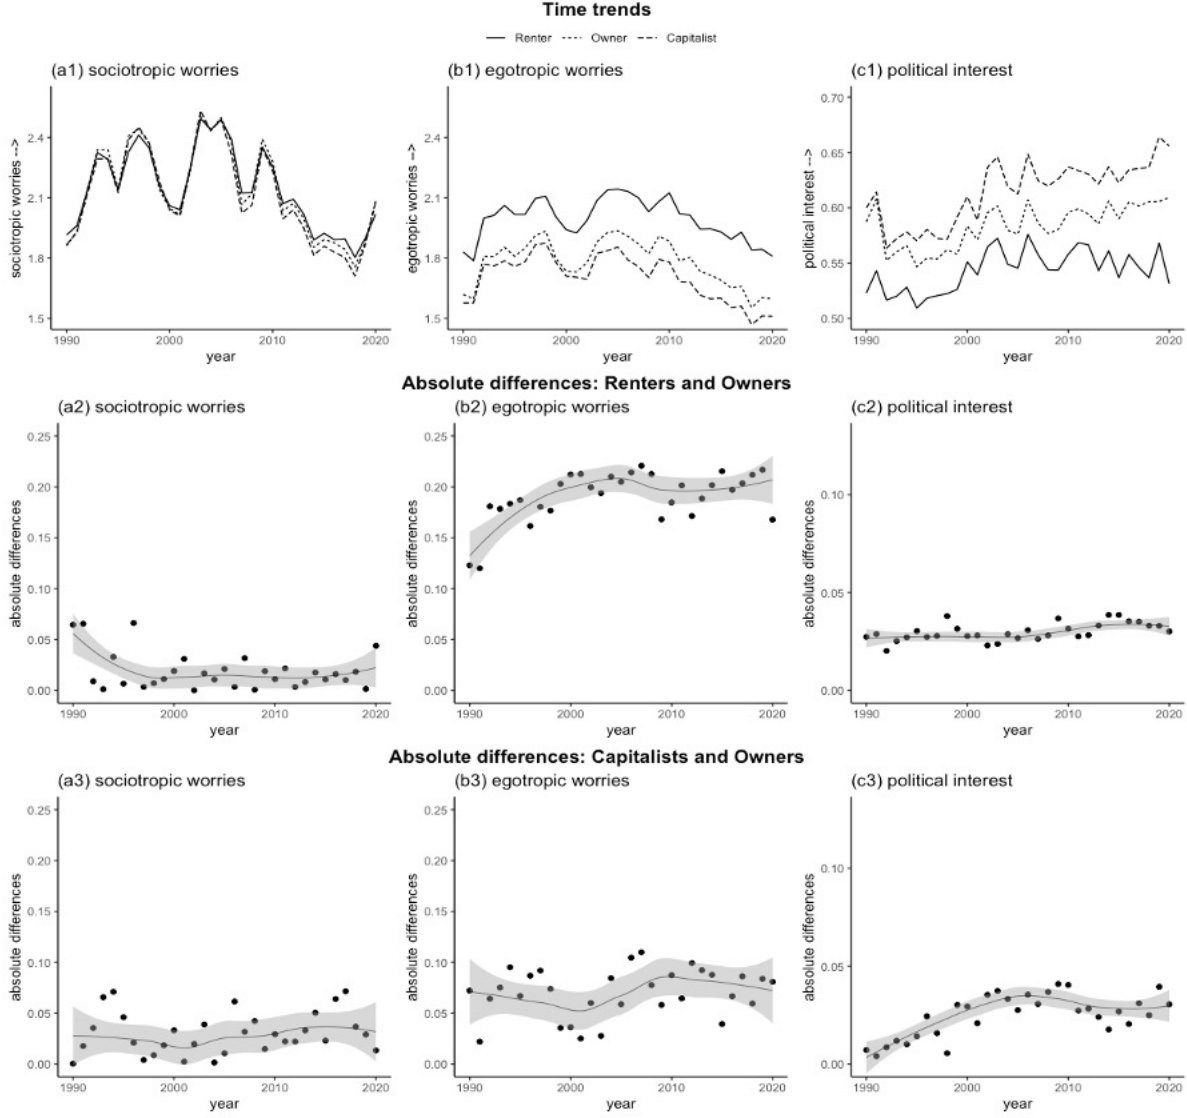 Time trends
Renter Owner Capitalist
(a1) sociotropic worries
sociotropic worries -->
2.4
2.1
1.8
1.5
1990 2000 2010 2020
year
(b1) egotropic worries
egotropic worries -->
2.4
2.1
1.8
1.5
1990 2000 2010 2020
year
(c1) political interest
political interest -->
0.70
0.65
0.60
0.55
0.50
1990 2000 2010 2020
year
Absolute differences: Renters and Owners
(a2) sociotropic worries
absolute differences
0.25
0.20
0.15
0.10
0.05
0.00
1990 2000 2010 2020
year
(b2) egotropic worries
absolute differences
0.25
0.20
0.15
0.10
0.05
0.00
1990 2000 2010 2020
year
(c2) political interest
absolute differences
0.10
0.05
0.00
1990 2000 2010 2020
year
Absolute differences: Capitalists and Owners
(a3) sociotropic worries
absolute differences
0.25
0.20
0.15
0.10
0.05
0.00
1990 2000 2010 2020
year
(b3) egotropic worries
absolute differences
0.25
0.20
0.15
0.10
0.05
0.00
1990 2000 2010 2020
year
(c3) political interest
absolute differences
0.10
0.05
0.00
1990 2000 2010 2020
year